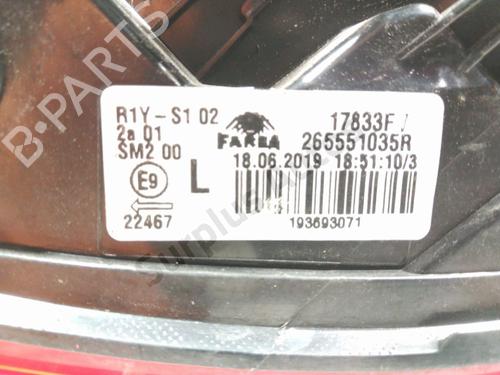 B-PARTS
R1Y-S1 02
2a 01
SM2 00
E9
22467
L
FARBA
17833F /
265551035R
18.06.2019 18:51:10/3
193693071